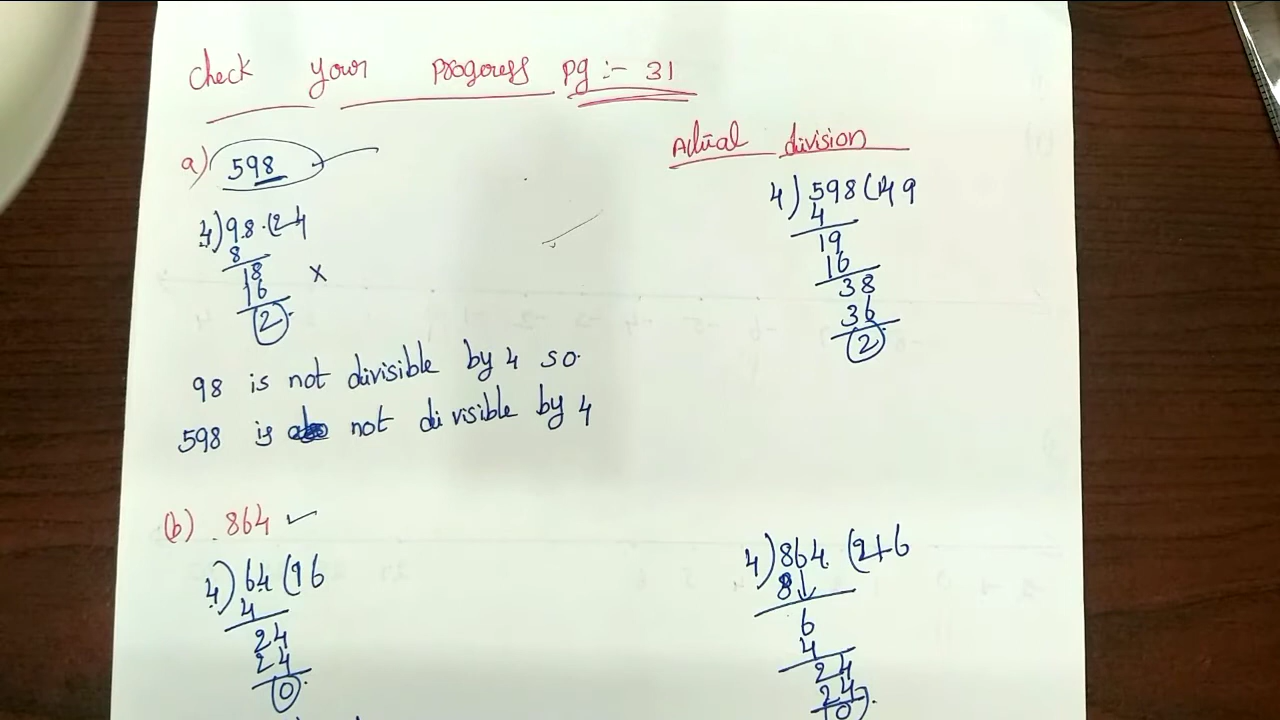 Check your Progress pg :- 31
a) 598
4) 98 (24
8
18
16
2
x
98 is not divisible by 4 so
598 is not divisible by 4
Actual division
4) 598 (149
4
19
16
38
36
2
(b) 864
4) 64 (16
4
24
24
0
4) 864 (216
8
6
4
24
24
0